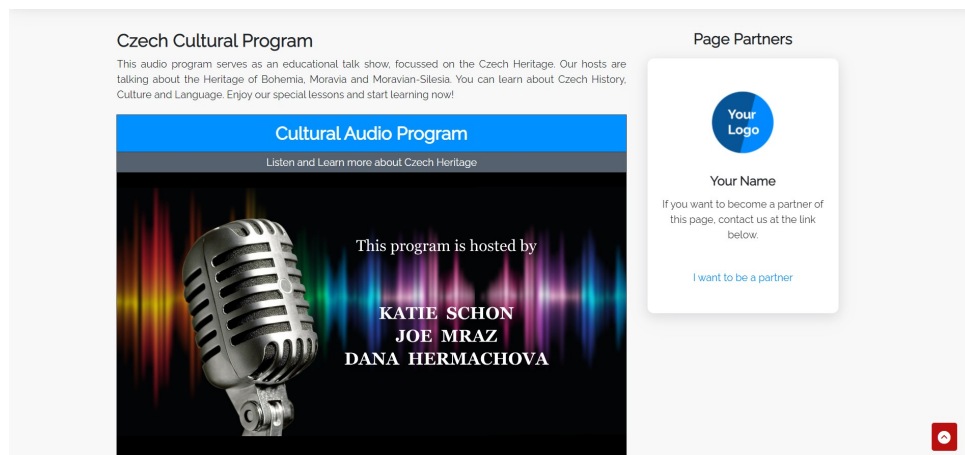 Czech Cultural Program
This audio program serves as an educational talk show, focussed on the Czech Heritage. Our hosts are
talking about the Heritage of Bohemia, Moravia and Moravian-Silesia. You can learn about Czech History,
Culture and Language. Enjoy our special lessons and start learning now!
Cultural Audio Program
Listen and Learn more about Czech Heritage
This program is hosted by
KATIE SCHON
JOE MRAZ
DANA HERMACHOVA
Page Partners
Your
Logo
Your Name
If you want to become a partner of
this page, contact us at the link
below.
I want to be a partner